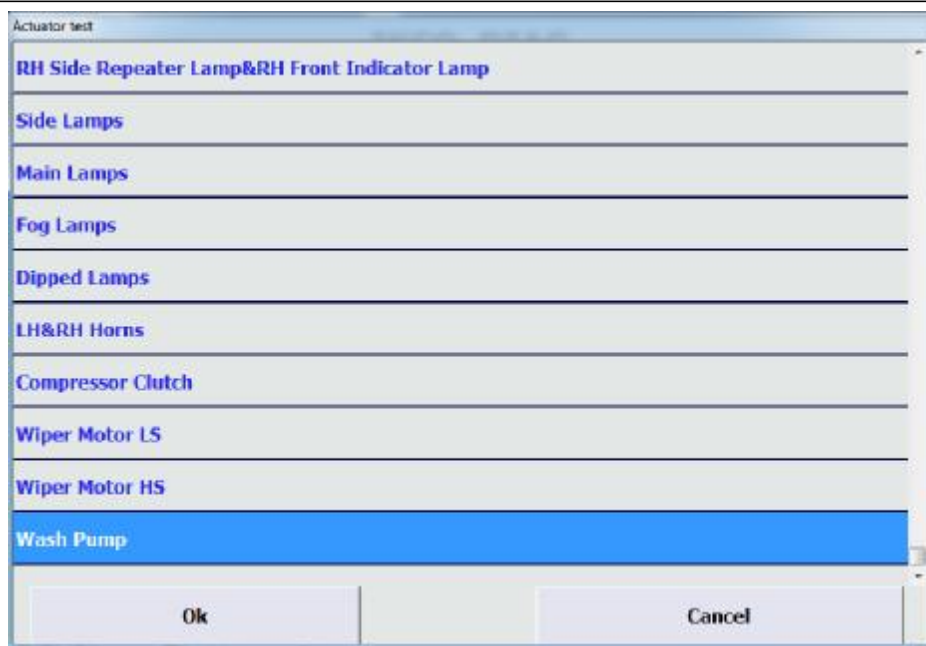 Actuator test
RH Side Repeater Lamp&RH Front Indicator Lamp
Side Lamps
Main Lamps
Fog Lamps
Dipped Lamps
LH&RH Horns
Compressor Clutch
Wiper Motor LS
Wiper Motor HS
Wash Pump
Ok
Cancel